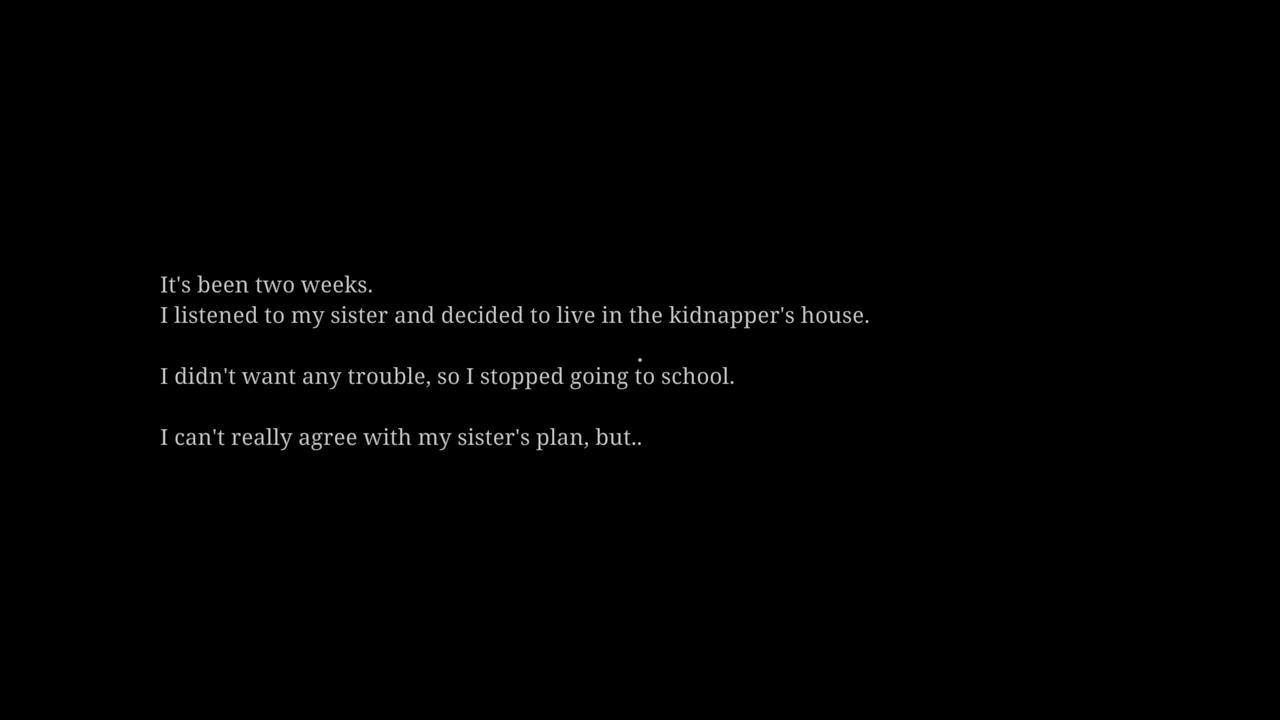 It's been two weeks.
I listened to my sister and decided to live in the kidnapper's house.
I didn't want any trouble, so I stopped going to school.
I can't really agree with my sister's plan, but..